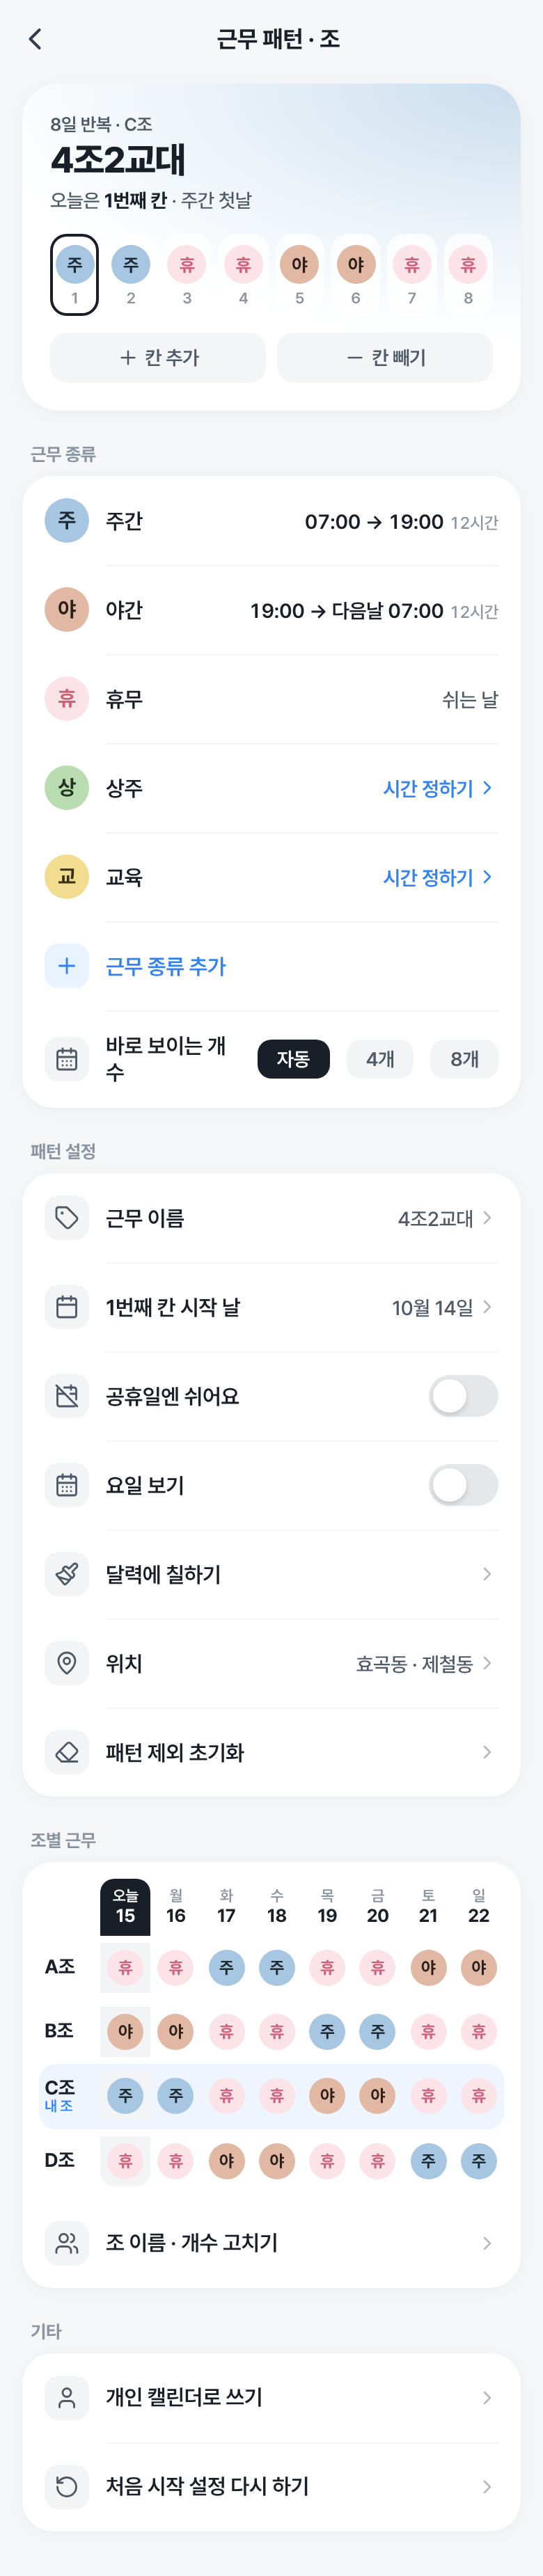 근무 패턴 · 조
8일 반복 · C조
4조2교대
오늘은 1번째 칸 · 주간 첫날
주 주 휴 휴 야 야 휴 휴
1 2 3 4 5 6 7 8
+ 칸 추가 — 칸 빼기
근무 종류
주 주간 07:00 → 19:00 12시간
야 야간 19:00 → 다음날 07:00 12시간
휴 휴무 쉬는 날
상 상주 시간 정하기 >
교 교육 시간 정하기 >
+ 근무 종류 추가
바로 보이는 개
수
자동 4개 8개
패턴 설정
근무 이름 4조2교대 >
1번째 칸 시작 날 10월 14일 >
공휴일엔 쉬어요
요일 보기
달력에 칠하기 >
위치 효곡동 · 제철동 >
패턴 제외 초기화 >
조별 근무
오늘 월 화 수 목 금 토 일
15 16 17 18 19 20 21 22
A조 휴 휴 주 주 휴 휴 야 야
B조 야 야 휴 휴 주 주 휴 휴
C조 주 주 휴 휴 야 야 휴 휴
내 조
D조 휴 휴 야 야 휴 휴 주 주
조 이름 · 개수 고치기 >
기타
개인 캘린더로 쓰기 >
처음 시작 설정 다시 하기 >